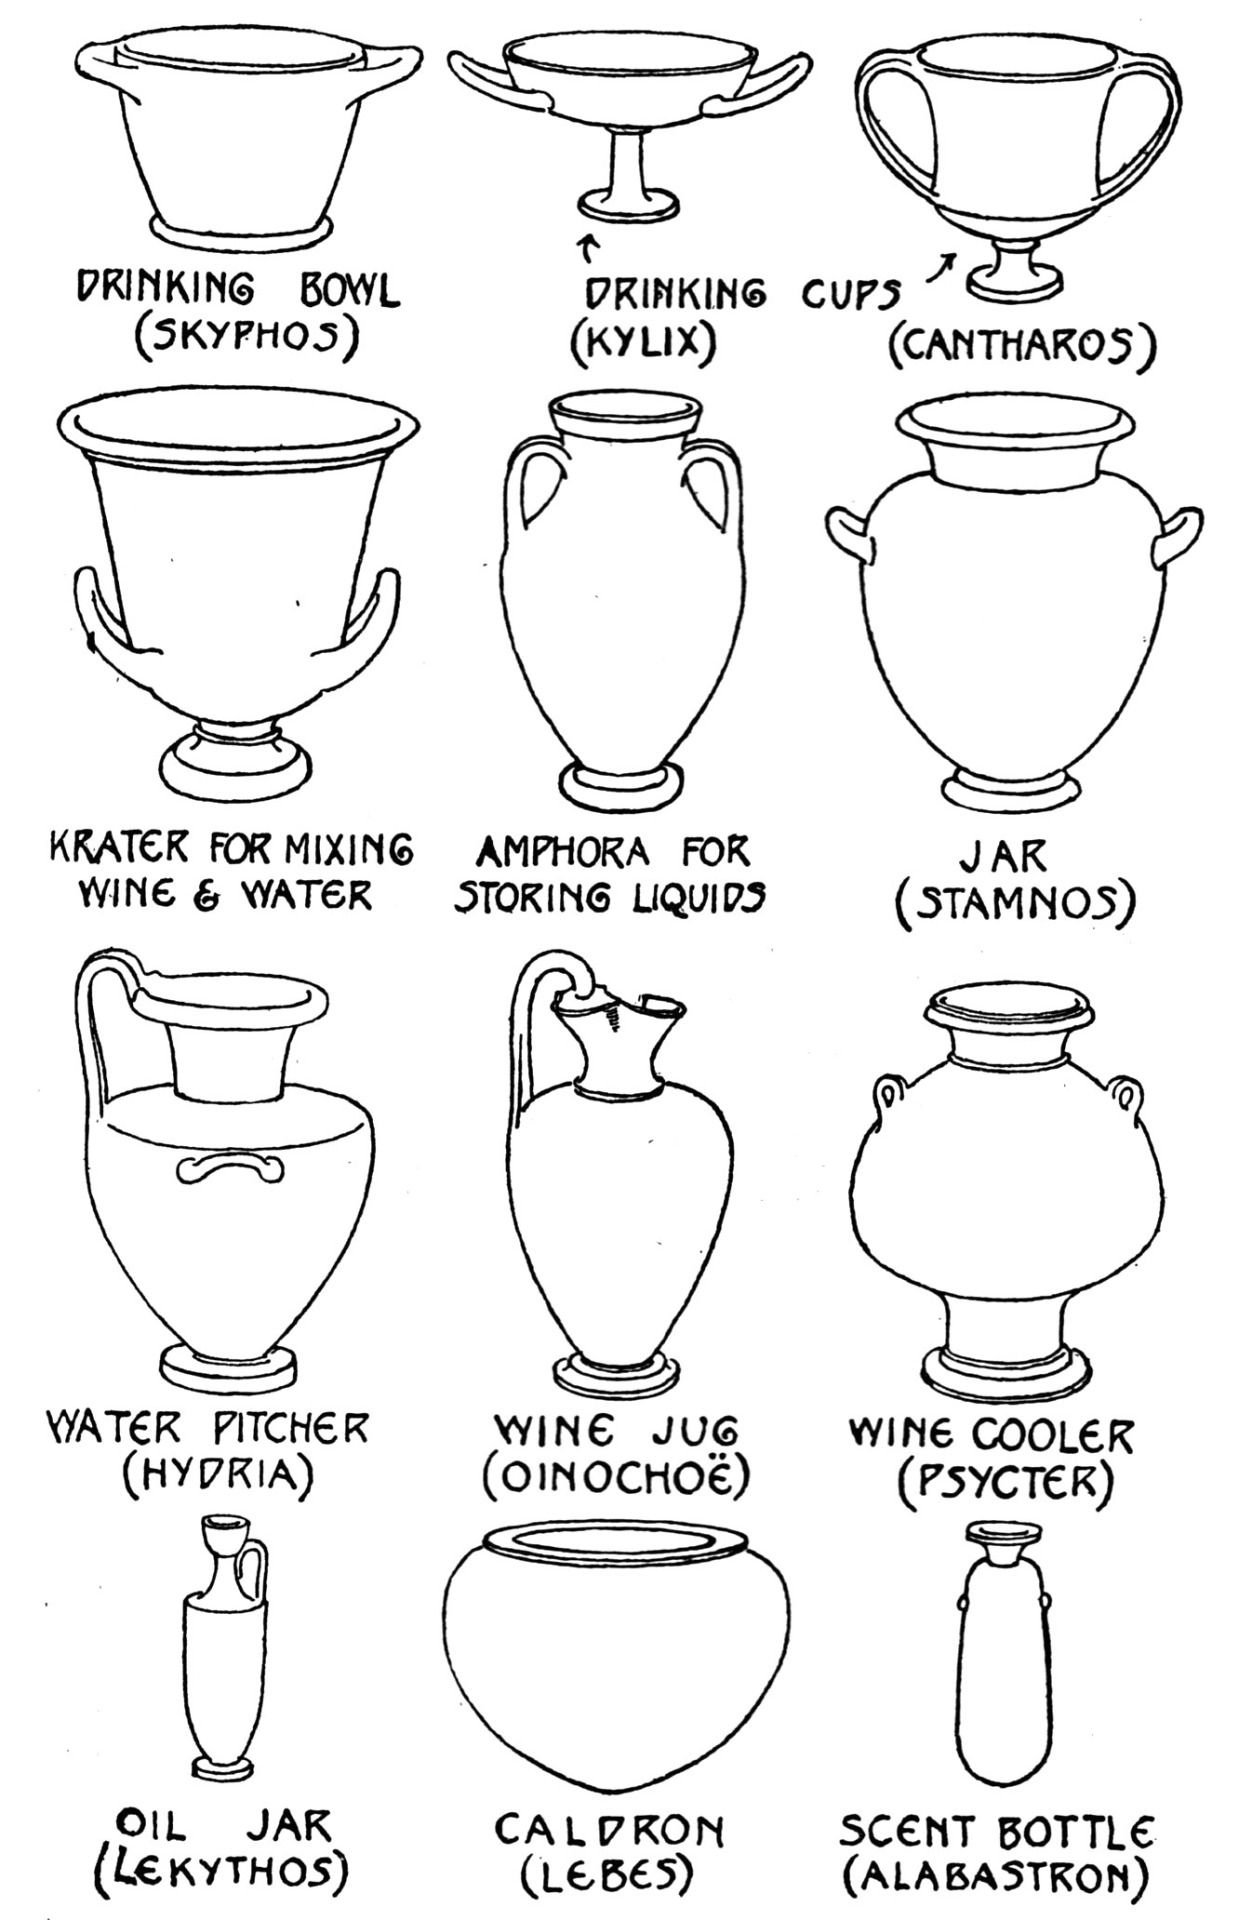 DRINKING BOWL
(SKYPHOS)
DRINKING CUPS
(KYLIX)
(CANTHAROS)
KRATER FOR MIXING
WINE & WATER
AMPHORA FOR
STORING LIQUIDS
JAR
(STAMNOS)
WATER PITCHER
(HYDRIA)
WINE JUG
(OINOCHOË)
WINE COOLER
(PSYCTER)
OIL JAR
(LEKYTHOS)
CALDRON
(LEBES)
SCENT BOTTLE
(ALABASTRON)